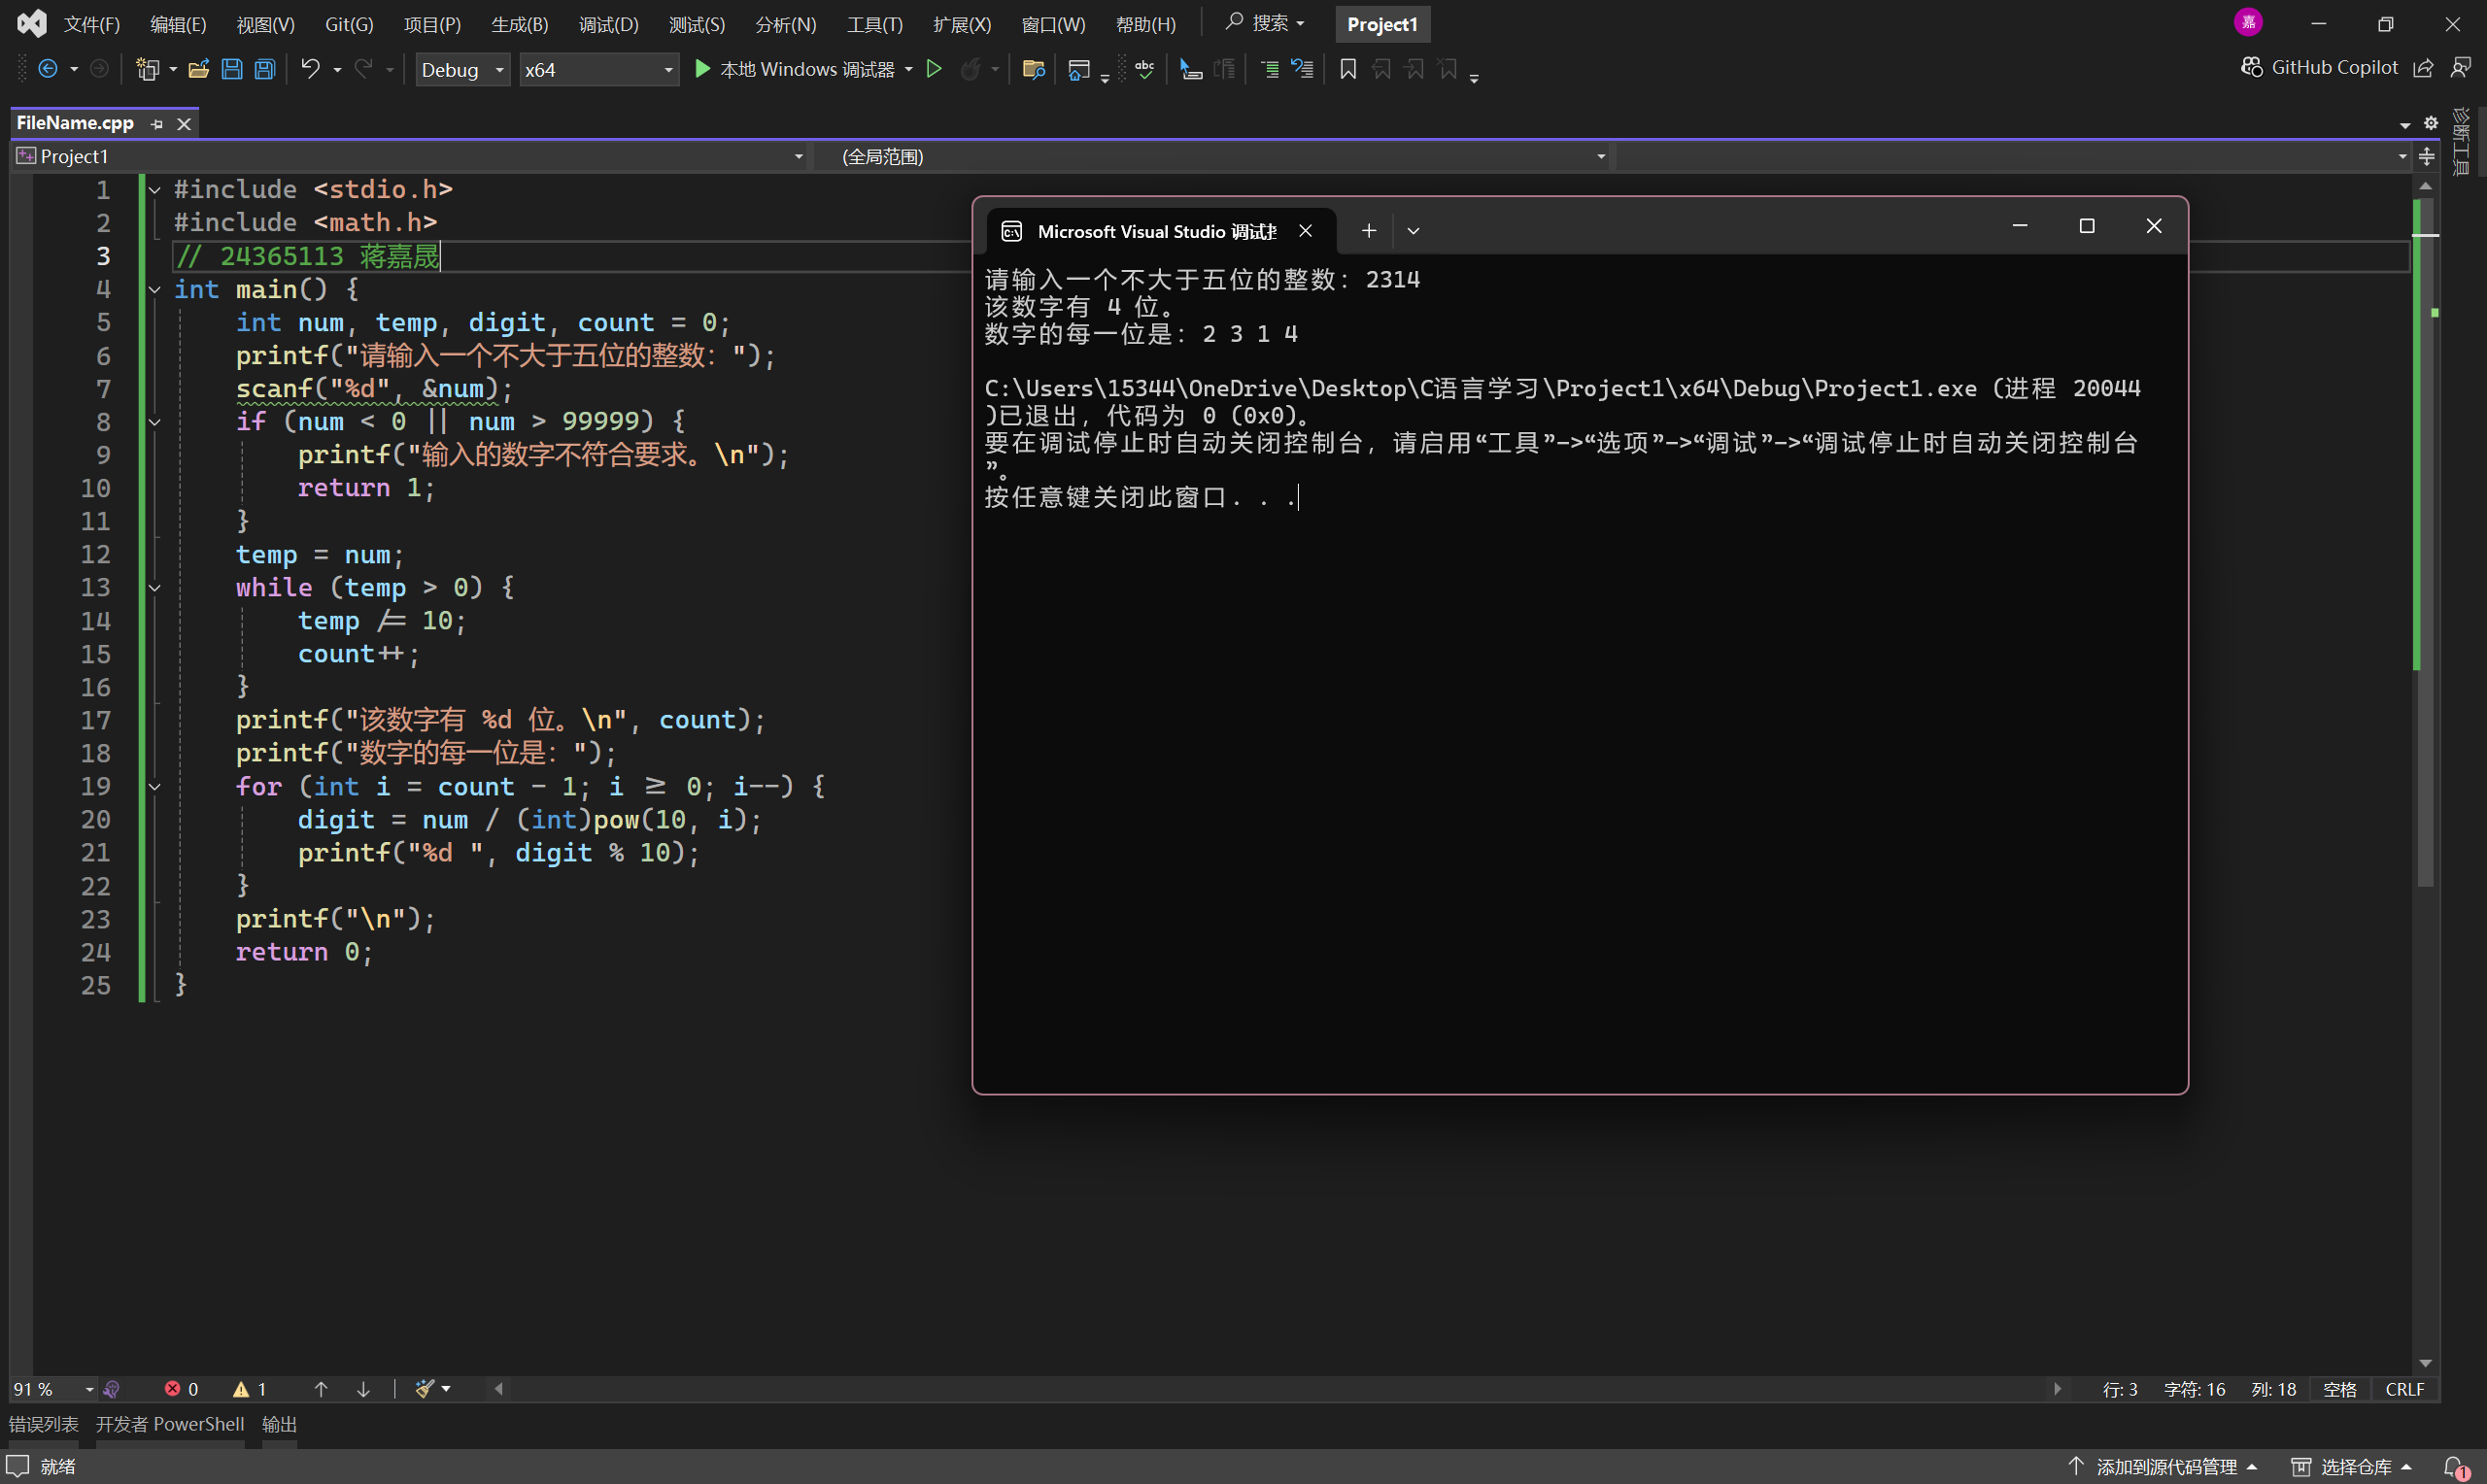 文件(F) 编辑(E) 视图(V) Git(G) 项目(P) 生成(B) 调试(D) 测试(S) 分析(N) 工具(T) 扩展(X) 窗口(W) 帮助(H) 搜索 Project1 嘉
Debug x64 本地 Windows 调试器 abc GitHub Copilot
FileName.cpp
诊断工具
Project1 (全局范围)
1 #include <stdio.h>
2 #include <math.h>
3 // 24365113 蒋嘉晟
4 int main() {
5 int num, temp, digit, count = 0;
6 printf("请输入一个不大于五位的整数：");
7 scanf("%d", &num);
8 if (num < 0 || num > 99999) {
9 printf("输入的数字不符合要求。\n");
10 return 1;
11 }
12 temp = num;
13 while (temp > 0) {
14 temp /= 10;
15 count++;
16 }
17 printf("该数字有 %d 位。\n", count);
18 printf("数字的每一位是：");
19 for (int i = count - 1; i ≥ 0; i--) {
20 digit = num / (int)pow(10, i);
21 printf("%d ", digit % 10);
22 }
23 printf("\n");
24 return 0;
25 }
Microsoft Visual Studio 调试
请输入一个不大于五位的整数：2314
该数字有 4 位。
数字的每一位是：2 3 1 4
C:\Users\15344\OneDrive\Desktop\C语言学习\Project1\x64\Debug\Project1.exe (进程 20044
)已退出，代码为 0 (0x0)。
要在调试停止时自动关闭控制台，请启用“工具”->“选项”->“调试”->“调试停止时自动关闭控制台
”。
按任意键关闭此窗口. . .
91 % 0 1 行: 3 字符: 16 列: 18 空格 CRLF
错误列表 开发者 PowerShell 输出
就绪 添加到源代码管理 选择仓库 1